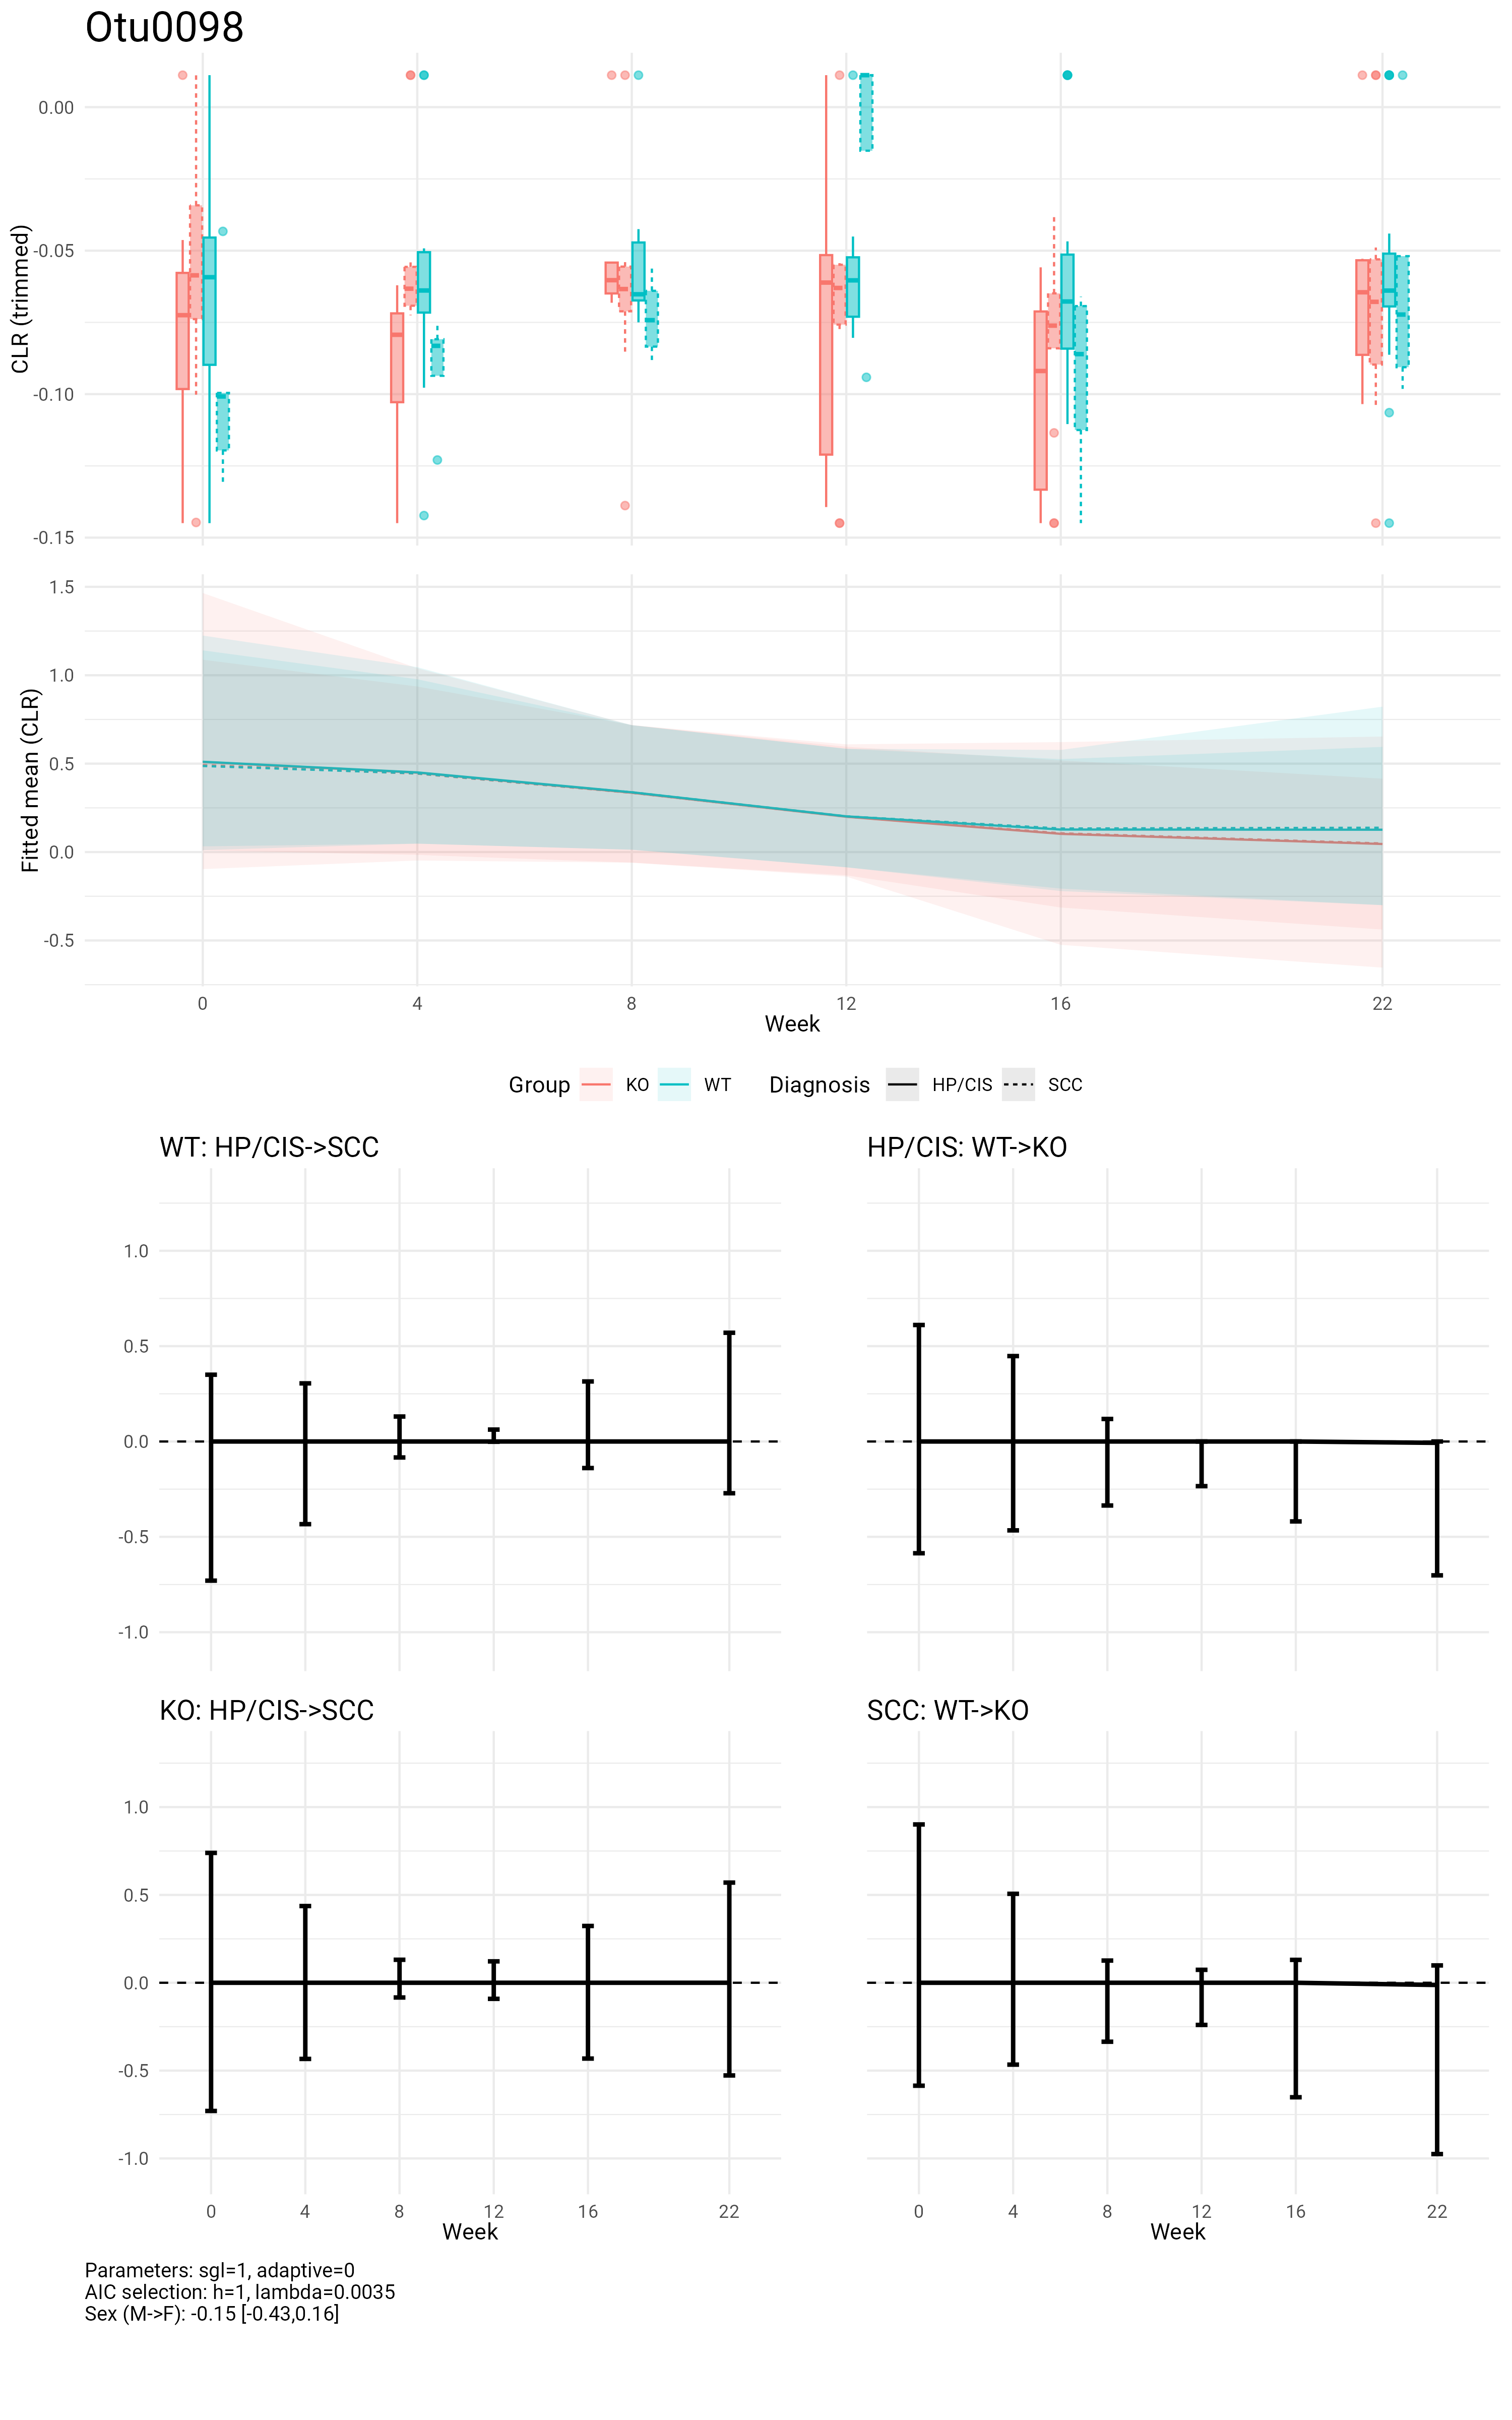 Otu0098
CLR (trimmed)
0.00
-0.05
-0.10
-0.15
Fitted mean (CLR)
1.5
1.0
0.5
0.0
-0.5
0 4 8 12 16 22
Week
Group KO WT Diagnosis HP/CIS SCC
WT: HP/CIS->SCC
1.0
0.5
0.0
-0.5
-1.0
HP/CIS: WT->KO
KO: HP/CIS->SCC
1.0
0.5
0.0
-0.5
-1.0
0 4 8 12 16 22
Week
SCC: WT->KO
0 4 8 12 16 22
Week
Parameters: sgl=1, adaptive=0
AIC selection: h=1, lambda=0.0035
Sex (M->F): -0.15 [-0.43,0.16]